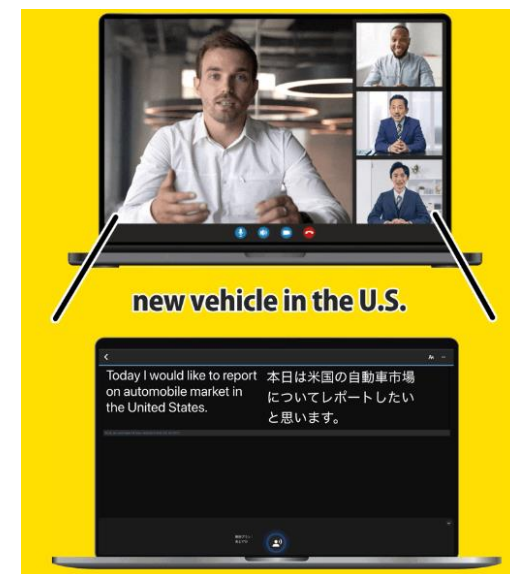 new vehicle in the U.S.
Aa
Today I would like to report
on automobile market in
the United States.
本日は米国の自動車市場
についてレポートしたい
と思います。